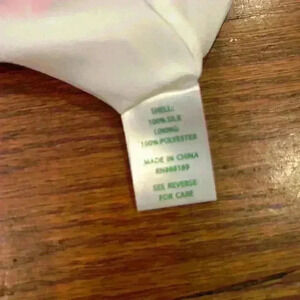 SHELL:
100% SILK
LINING:
100% POLYESTER
MADE IN CHINA
SEE REVERSE
FOR CARE